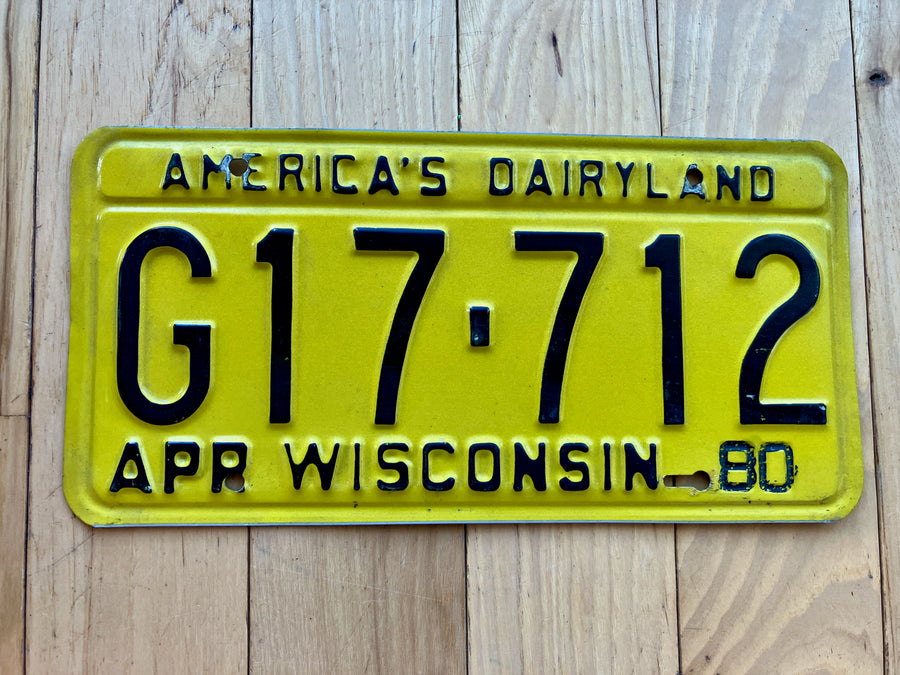 AMERICA'S DAIRYLAND
G17-712
APR WISCONSIN 80